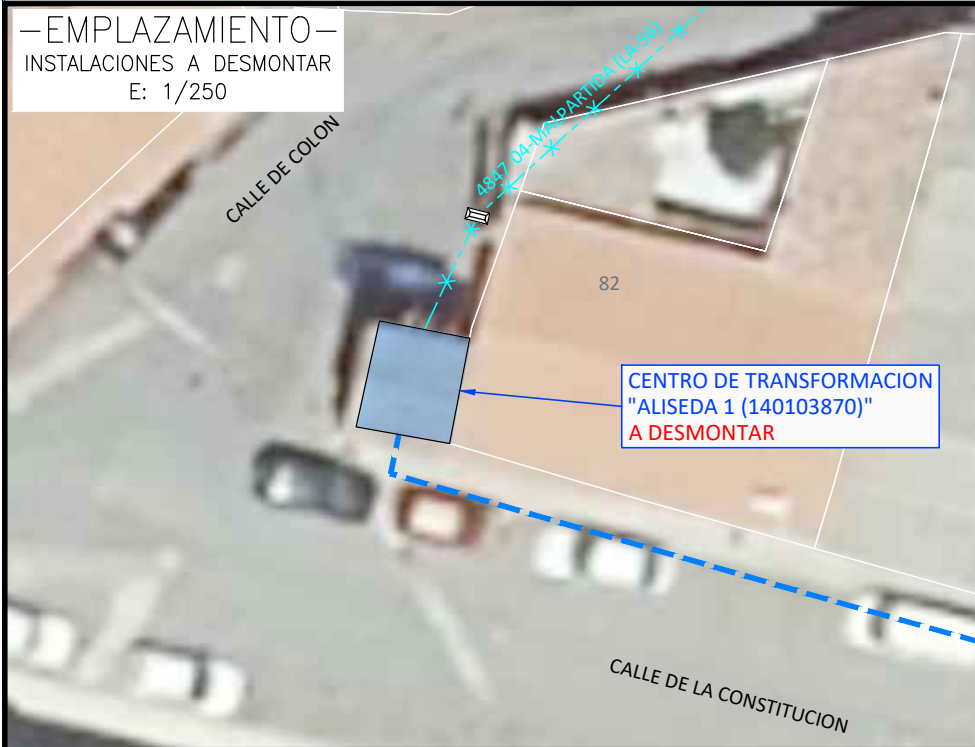 —EMPLAZAMIENTO—
INSTALACIONES A DESMONTAR
E: 1/250
CALLE DE COLON
4847-04-MALPARTIDA (LA-56)
82
CENTRO DE TRANSFORMACION
"ALISEDA 1 (140103870)"
A DESMONTAR
CALLE DE LA CONSTITUCION